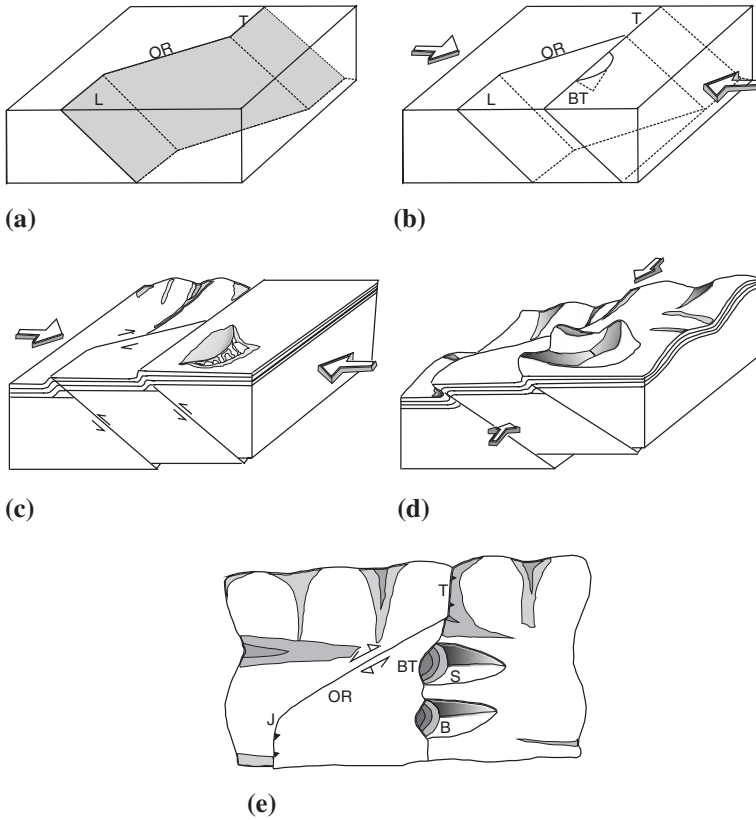 T T
OR OR
L L BT
(a) (b)
(c) (d)
T
BT S
OR
J B
(e)